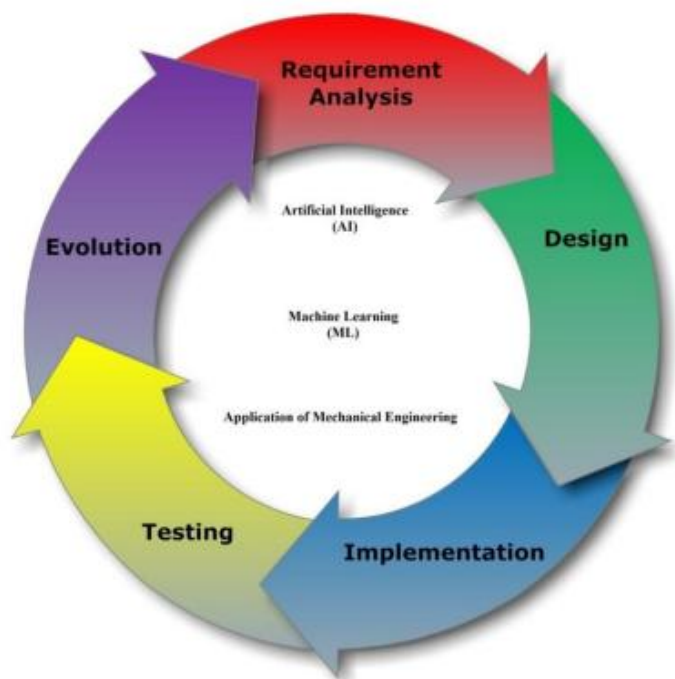 Requirement
Analysis
Artificial Intelligence
(AI)
Design
Evolution
Machine Learning
(ML)
Application of Mechanical Engineering
Testing
Implementation